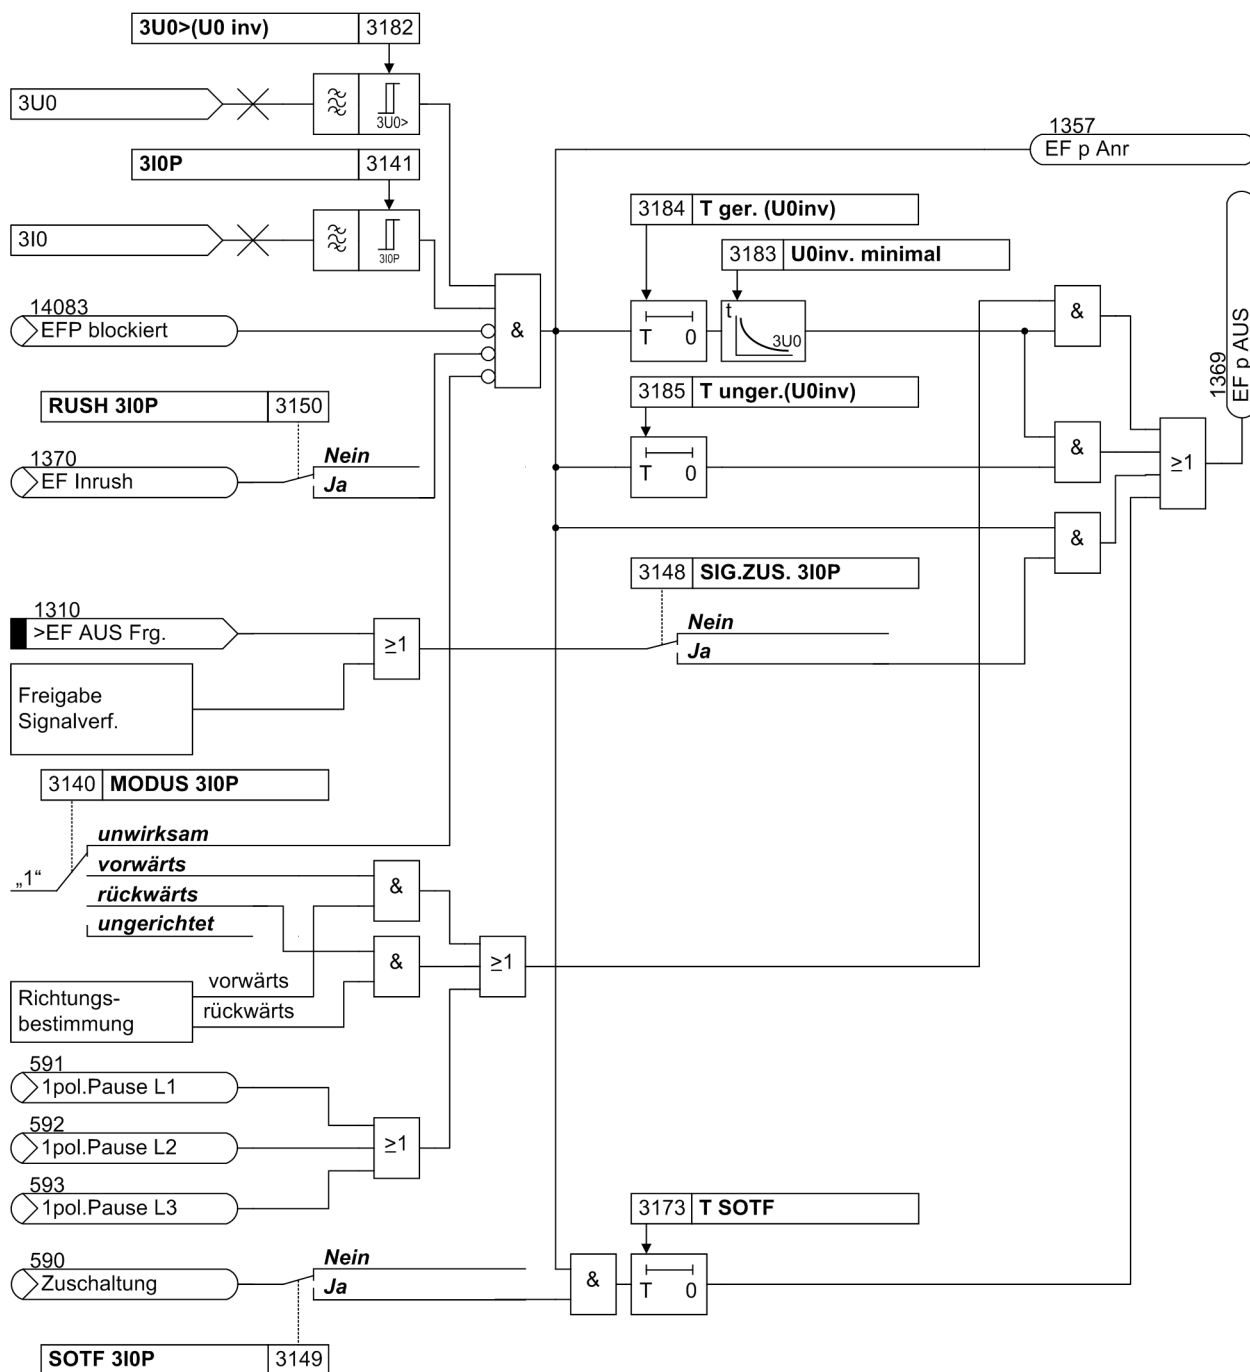 3U0>(U0 inv) 3182
3U0
3U0>
3I0P 3141
3I0
3I0P
1357
EF p Anr
1369
EF p AUS
3184 T ger. (U0inv)
3183 U0inv. minimal
T 0
t
3U0
14083
EFP blockiert
&
&
3185 T unger.(U0inv)
T 0
&
≥1
RUSH 3I0P 3150
1370
EF Inrush
Nein
Ja
&
3148 SIG.ZUS. 3I0P
Nein
Ja
1310
>EF AUS Frg.
≥1
Freigabe
Signalverf.
3140 MODUS 3I0P
„1“
unwirksam
vorwärts
rückwärts
ungerichtet
&
&
≥1
Richtungs-
bestimmung
vorwärts
rückwärts
591
1pol.Pause L1
592
1pol.Pause L2
≥1
593
1pol.Pause L3
3173 T SOTF
590
Zuschaltung
Nein
Ja
&
T 0
SOTF 3I0P 3149